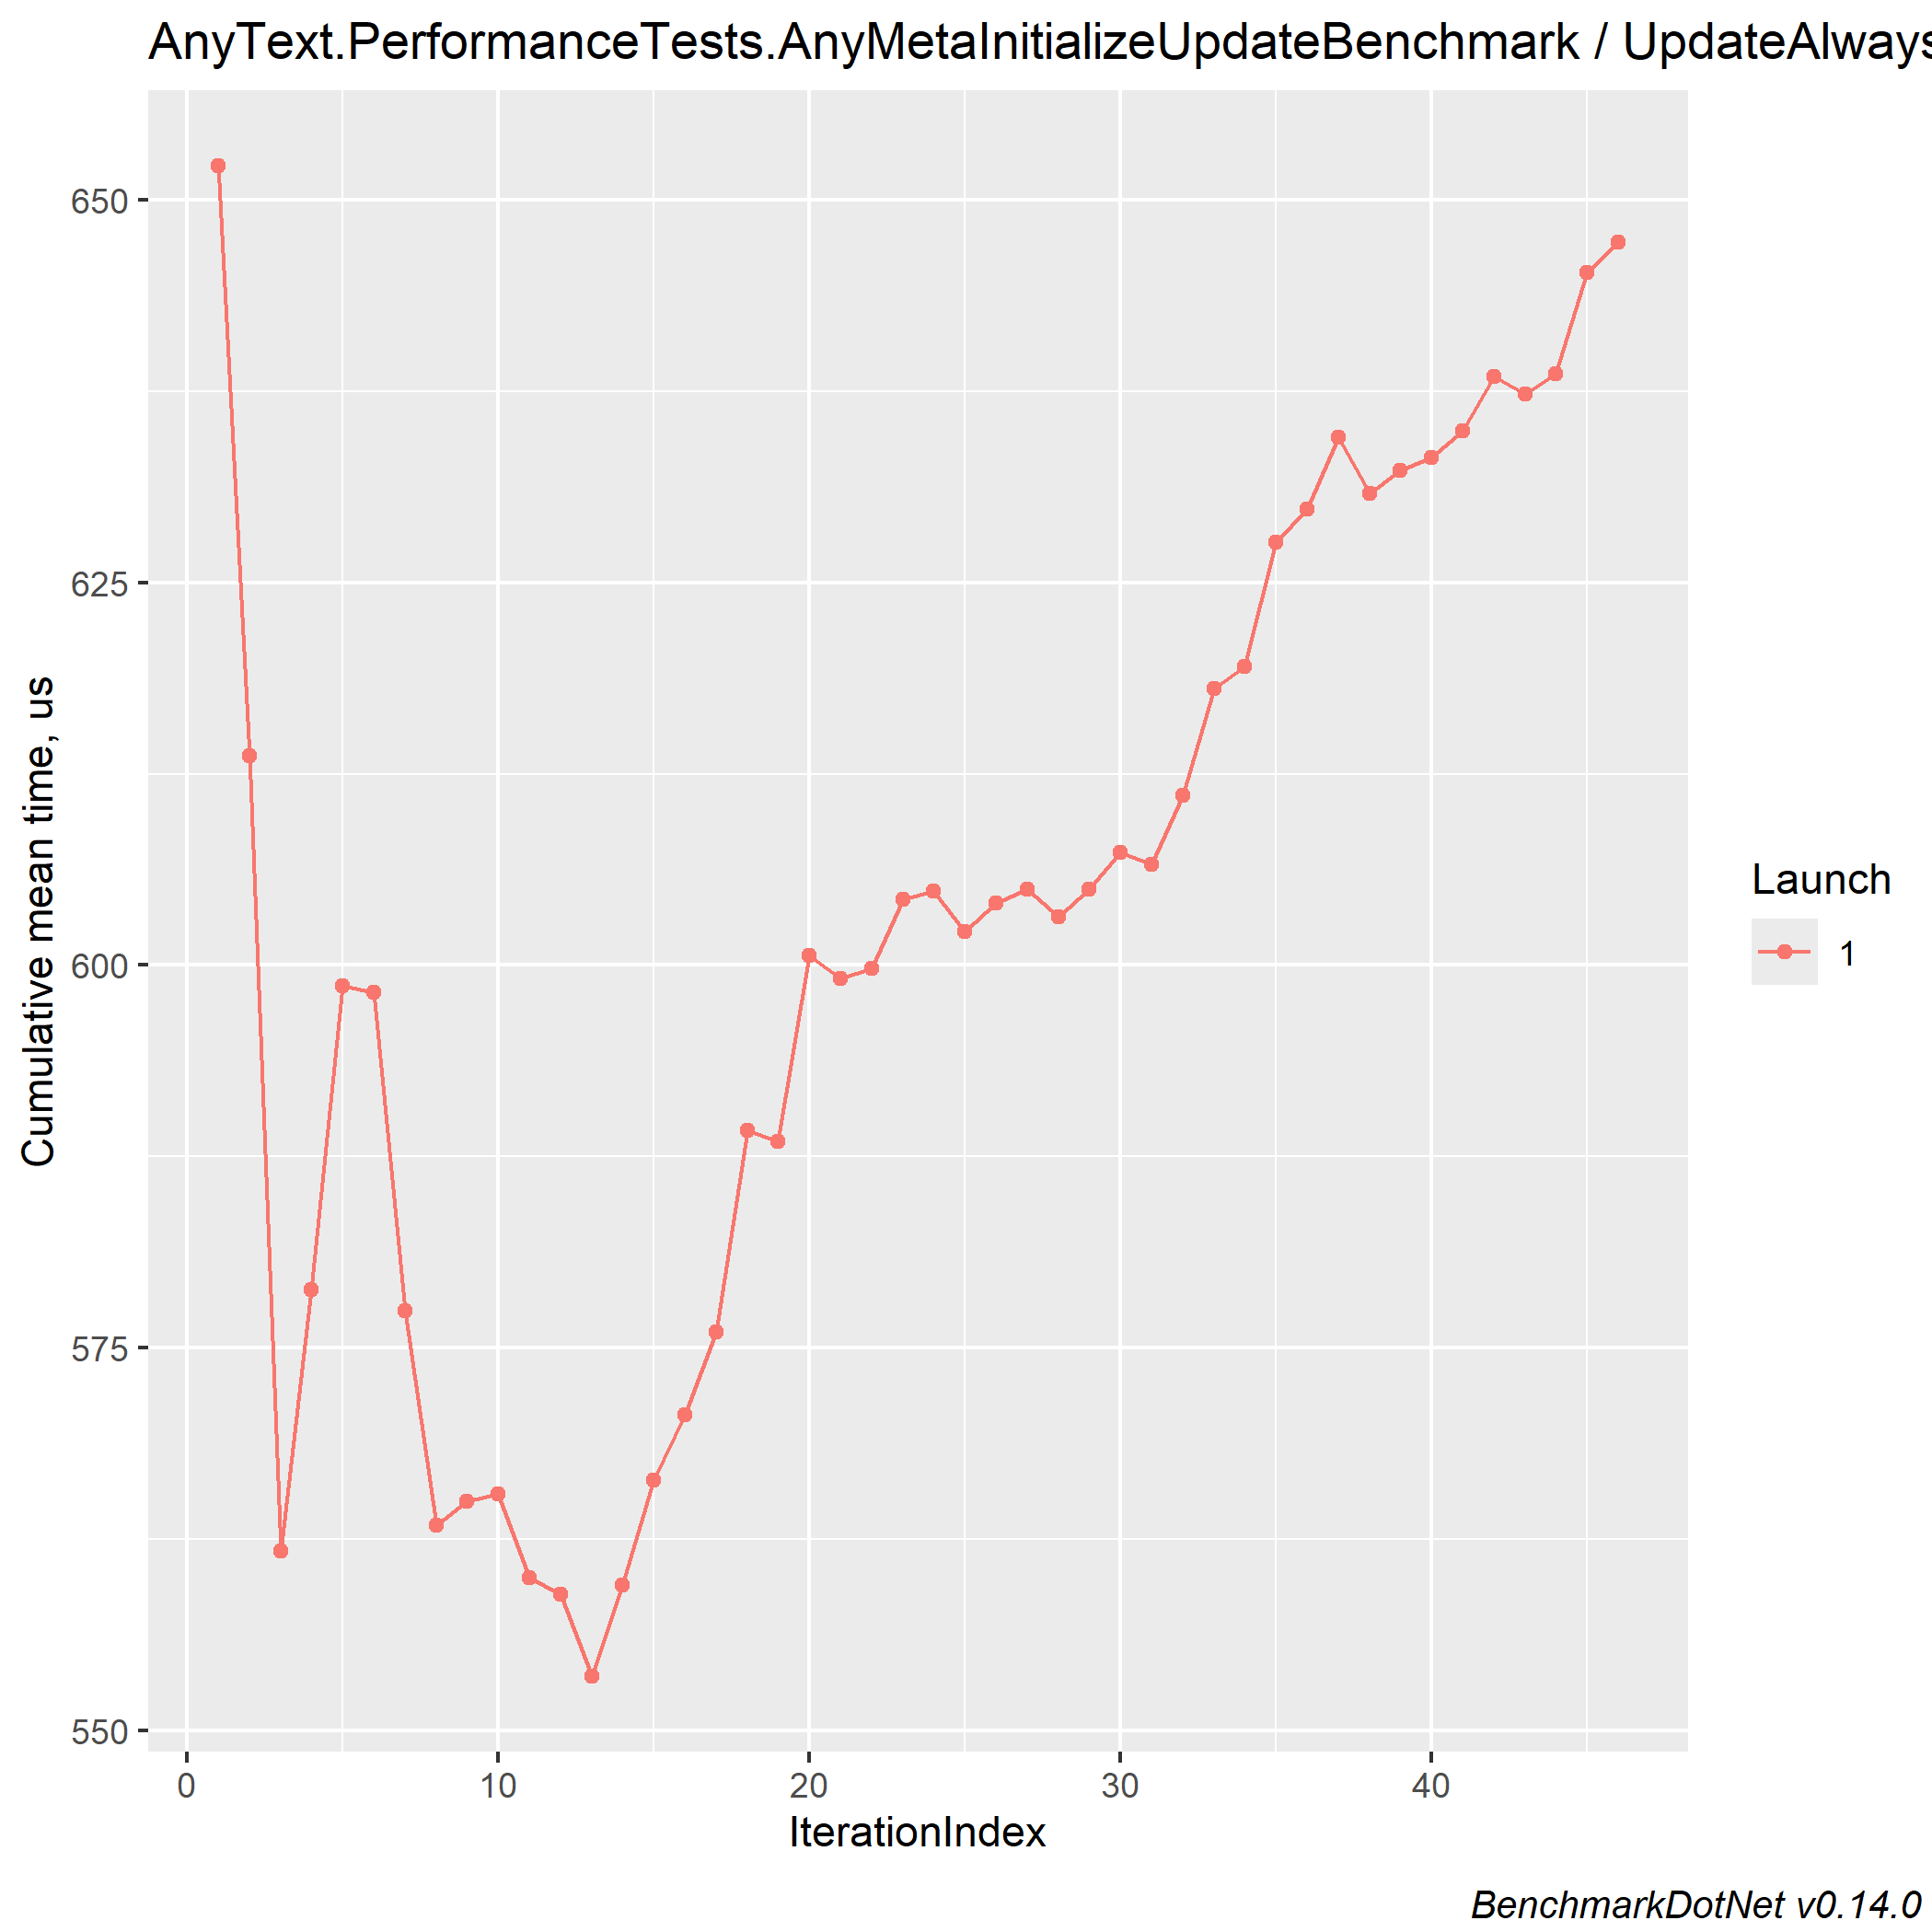 AnyText.PerformanceTests.AnyMetaInitializeUpdateBenchmark / UpdateAlways
Cumulative mean time, us
650
625
600
575
550
0 10 20 30 40
IterationIndex
Launch
1
BenchmarkDotNet v0.14.0